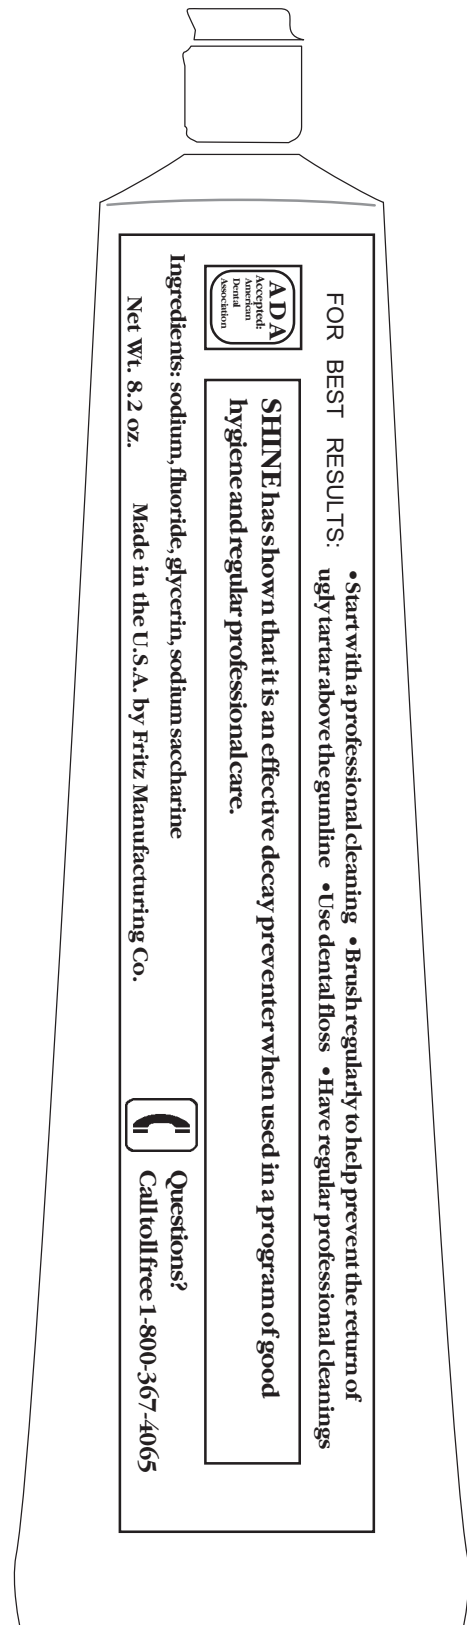 FOR BEST RESULTS:
•Start with a professional cleaning •Brush regularly to help prevent the return of
ugly tartar above the gumline •Use dental floss •Have regular professional cleanings
ADA
Accepted:
American
Dental
Association
SHINE has shown that it is an effective decay preventer when used in a program of good
hygiene and regular professional care.
Ingredients: sodium, fluoride, glycerin, sodium saccharine
Net Wt. 8.2 oz. Made in the U.S.A. by Fritz Manufacturing Co.
Questions?
Call toll free 1-800-367-4065